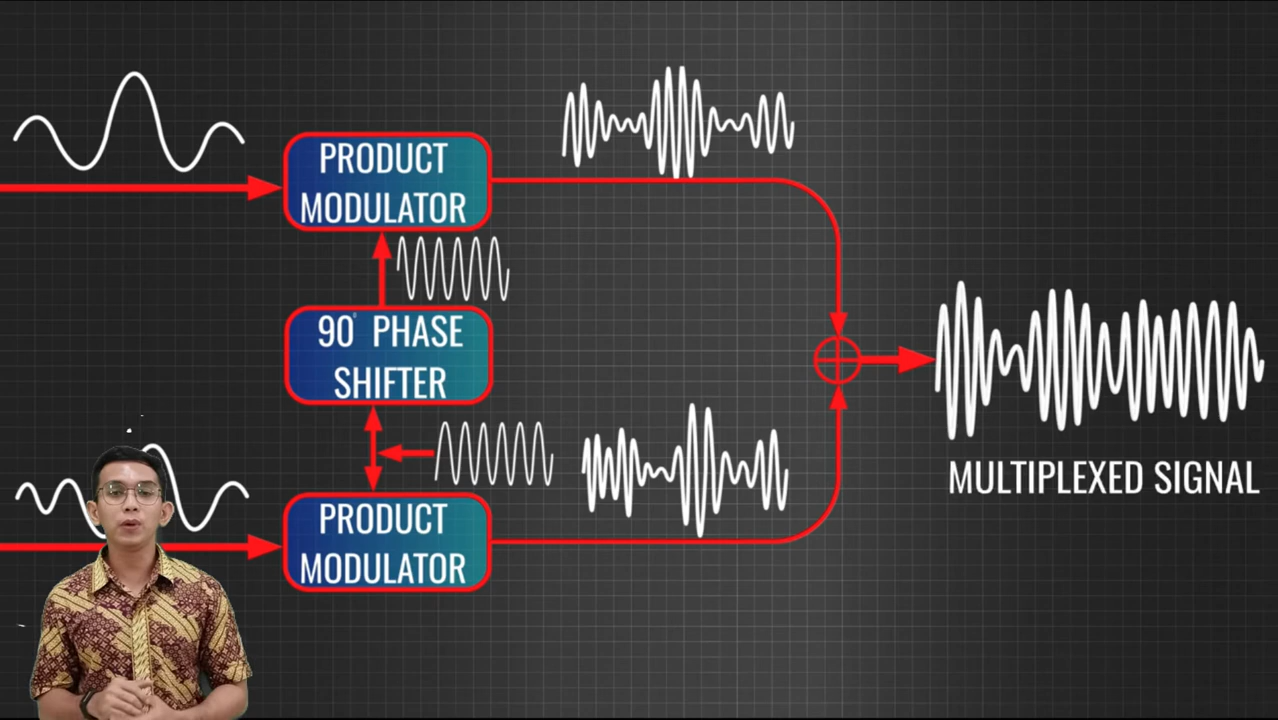 PRODUCT
MODULATOR
90° PHASE
SHIFTER
PRODUCT
MODULATOR
MULTIPLEXED SIGNAL